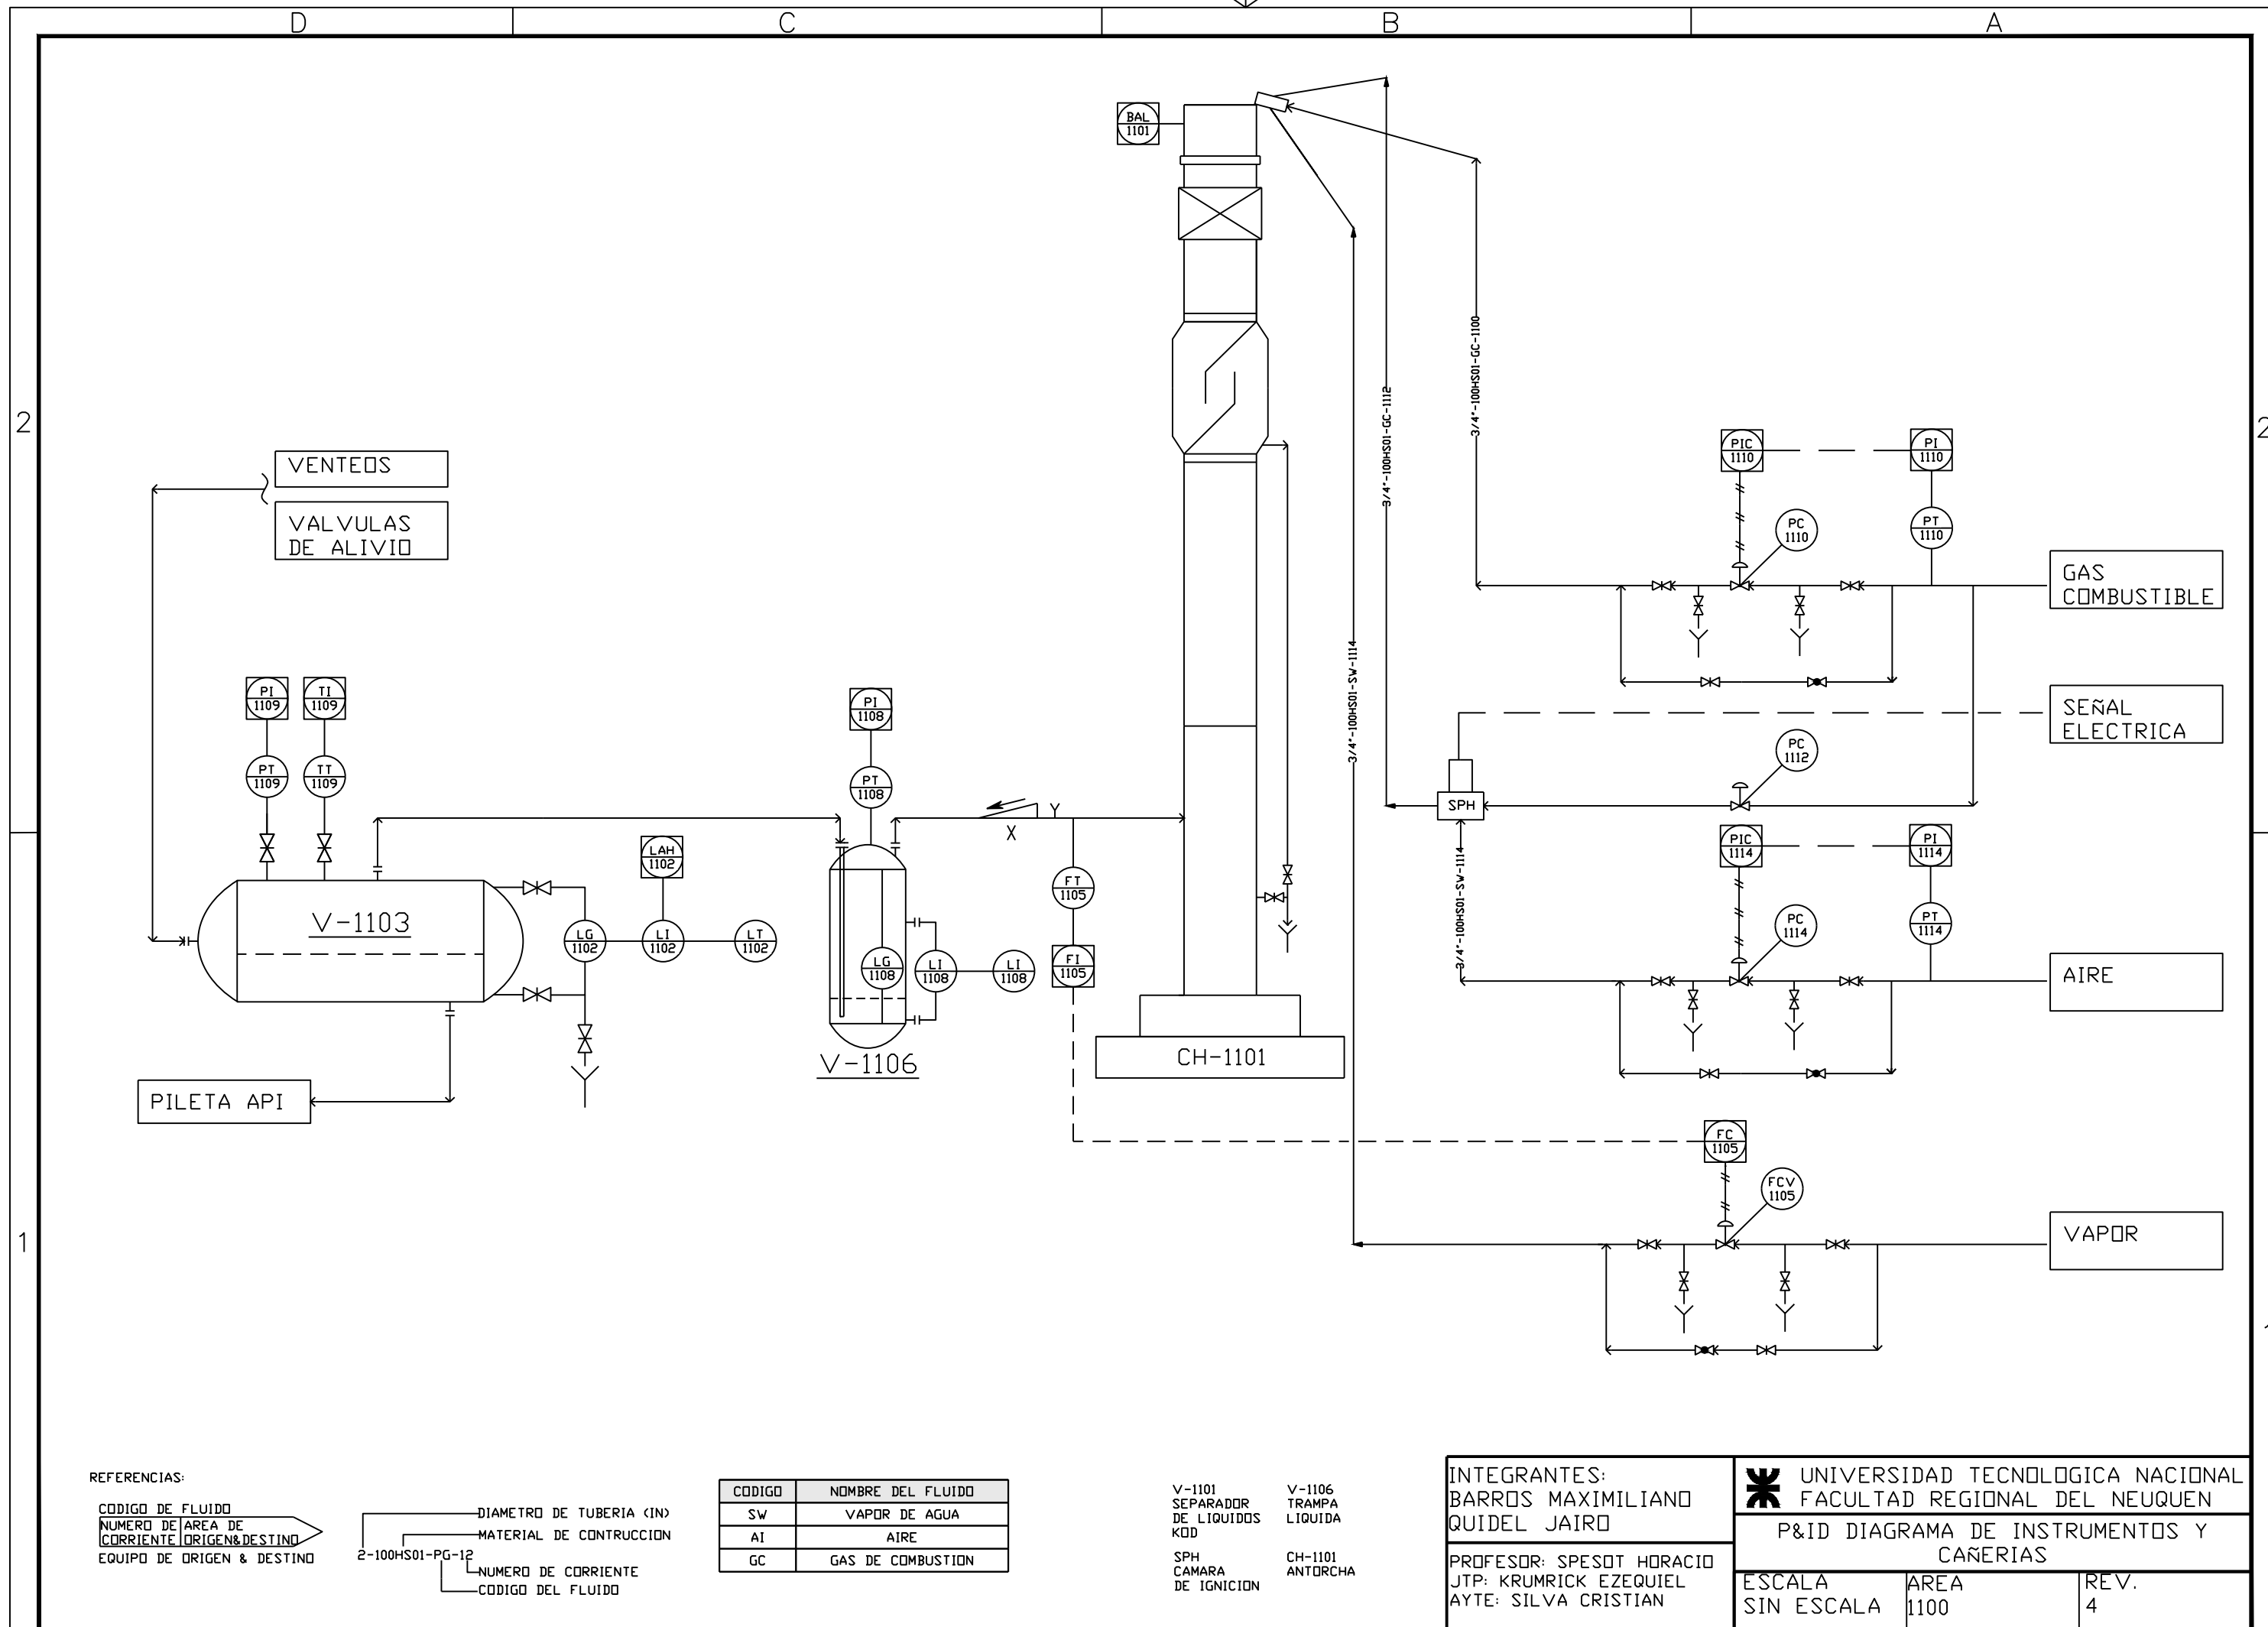 D
C
B
A
2
2
1
BAL
1101
3/4"-100HS01-GC-1100
3/4"-100HS01-GC-1112
3/4"-100HS01-SW-1114
VENTEOS
VALVULAS
DE ALIVIO
PIC
1110
PI
1110
PC
1110
PT
1110
GAS
COMBUSTIBLE
PI
1109
TI
1109
PT
1109
TT
1109
PI
1108
PT
1108
SEÑAL
ELECTRICA
PC
1112
SPH
X
Y
LAH
1102
V-1103
LG
1102
LI
1102
LT
1102
FT
1105
FI
1105
LG
1108
LI
1108
LI
1108
V-1106
CH-1101
PILETA API
3/4"-100HS01-SW-1114
PIC
1114
PI
1114
PC
1114
PT
1114
AIRE
FC
1105
FCV
1105
VAPOR
REFERENCIAS:
CODIGO DE FLUIDO
NUMERO DE CORRIENTE
AREA DE ORIGEN&DESTINO
EQUIPO DE ORIGEN & DESTINO
2-100HS01-PG-12
DIAMETRO DE TUBERIA (IN)
MATERIAL DE CONTRUCCION
NUMERO DE CORRIENTE
CODIGO DEL FLUIDO
CODIGO NOMBRE DEL FLUIDO
SW VAPOR DE AGUA
AI AIRE
GC GAS DE COMBUSTION
V-1101
SEPARADOR
DE LIQUIDOS
KOD
V-1106
TRAMPA
LIQUIDA
SPH
CAMARA
DE IGNICION
CH-1101
ANTORCHA
INTEGRANTES:
BARROS MAXIMILIANO
QUIDEL JAIRO
PROFESOR: SPESOT HORACIO
JTP: KRUMRICK EZEQUIEL
AYTE: SILVA CRISTIAN
UNIVERSIDAD TECNOLOGICA NACIONAL
FACULTAD REGIONAL DEL NEUQUEN
P&ID DIAGRAMA DE INSTRUMENTOS Y
CAÑERIAS
ESCALA
SIN ESCALA
AREA
1100
REV.
4